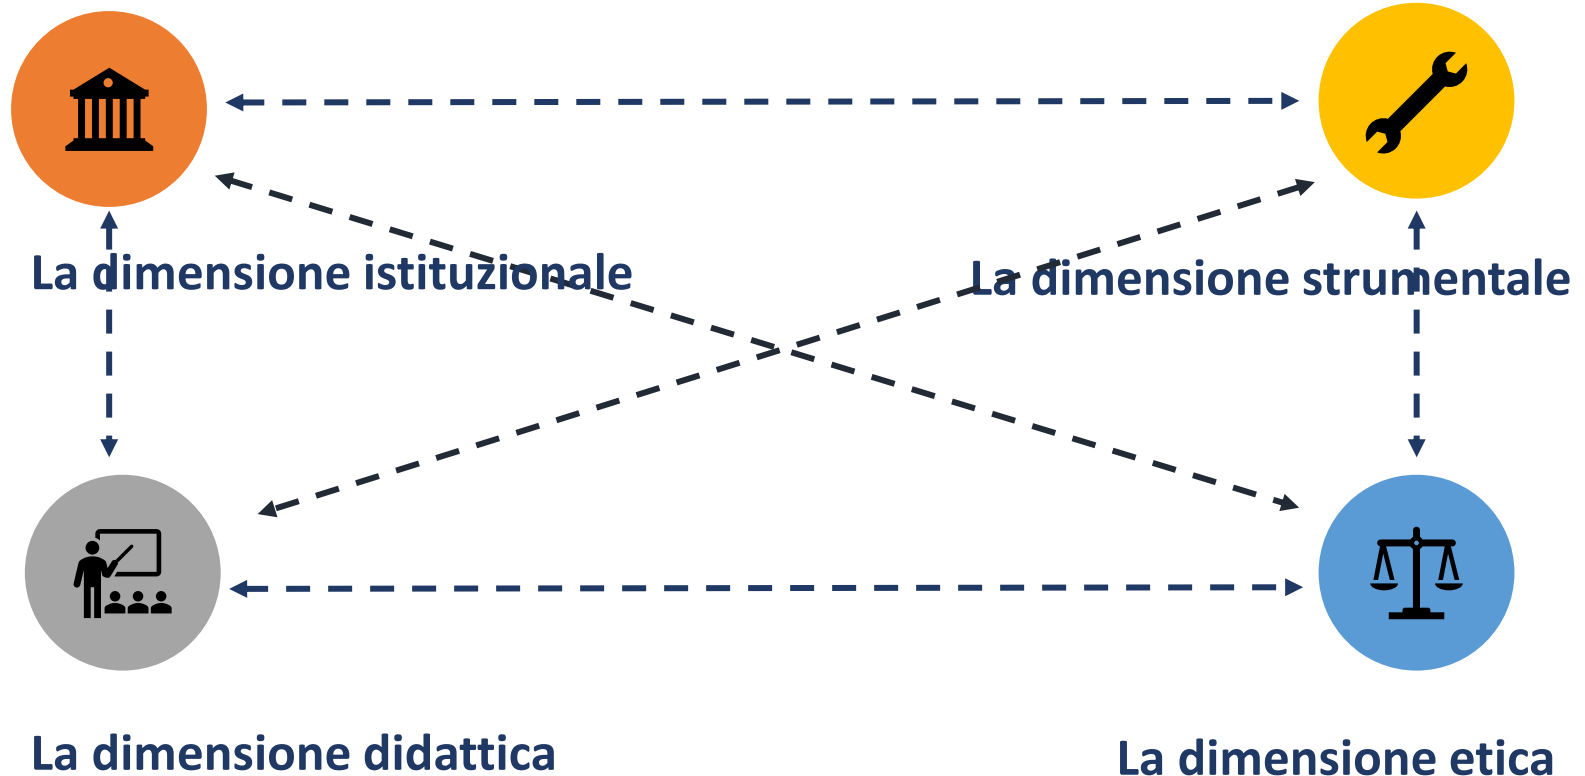 La dimensione istituzionale
La dimensione strumentale
La dimensione didattica
La dimensione etica